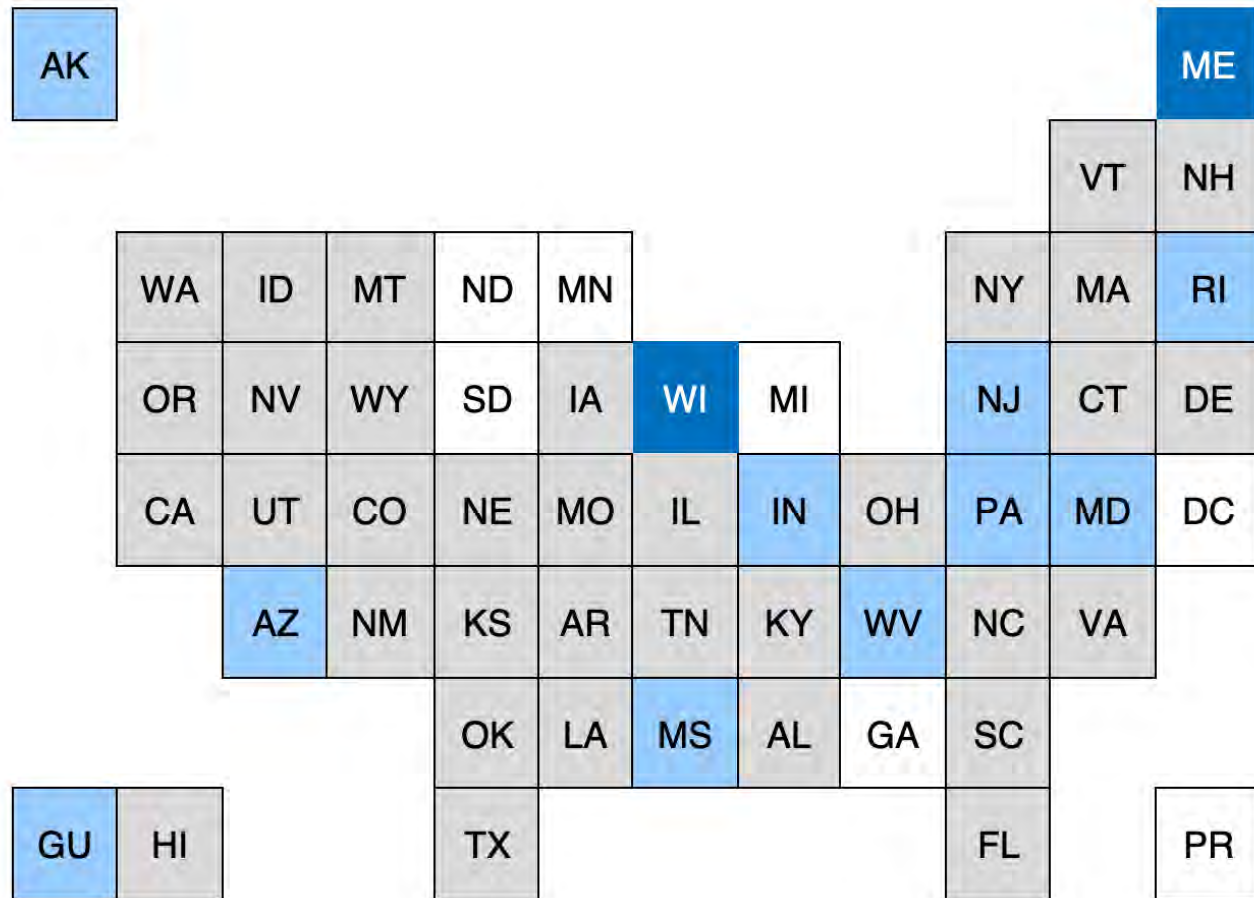 AK ME
VT NH
WA ID MT ND MN NY MA RI
OR NV WY SD IA WI MI NJ CT DE
CA UT CO NE MO IL IN OH PA MD DC
AZ NM KS AR TN KY WV NC VA
OK LA MS AL GA SC
GU HI TX FL PR